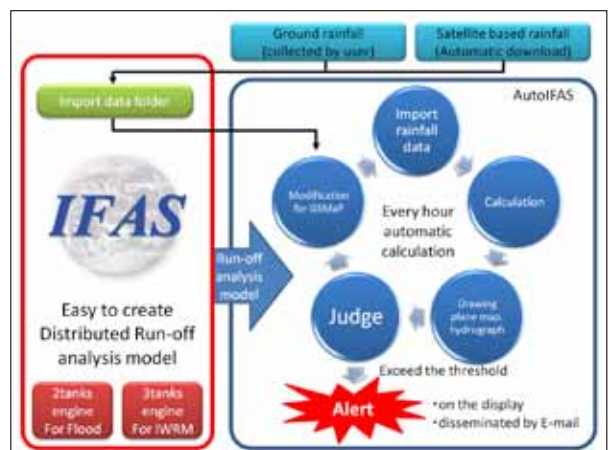 Ground rainfall
(collected by user)
Satellite based rainfall
(Automatic download)
Import data folder
AutoIFAS
Import
rainfall
data
Modification
for GSMaP
Calculation
Every hour
automatic
calculation
IFAS
Run-off
analysis
model
Easy to create
Distributed Run-off
analysis model
Judge
Drawing
plane map,
hydrograph
Exceed the threshold
2tanks
engine
For Flood
3tanks
engine
For IWRM
Alert
・on the display
・disseminated by E-mail